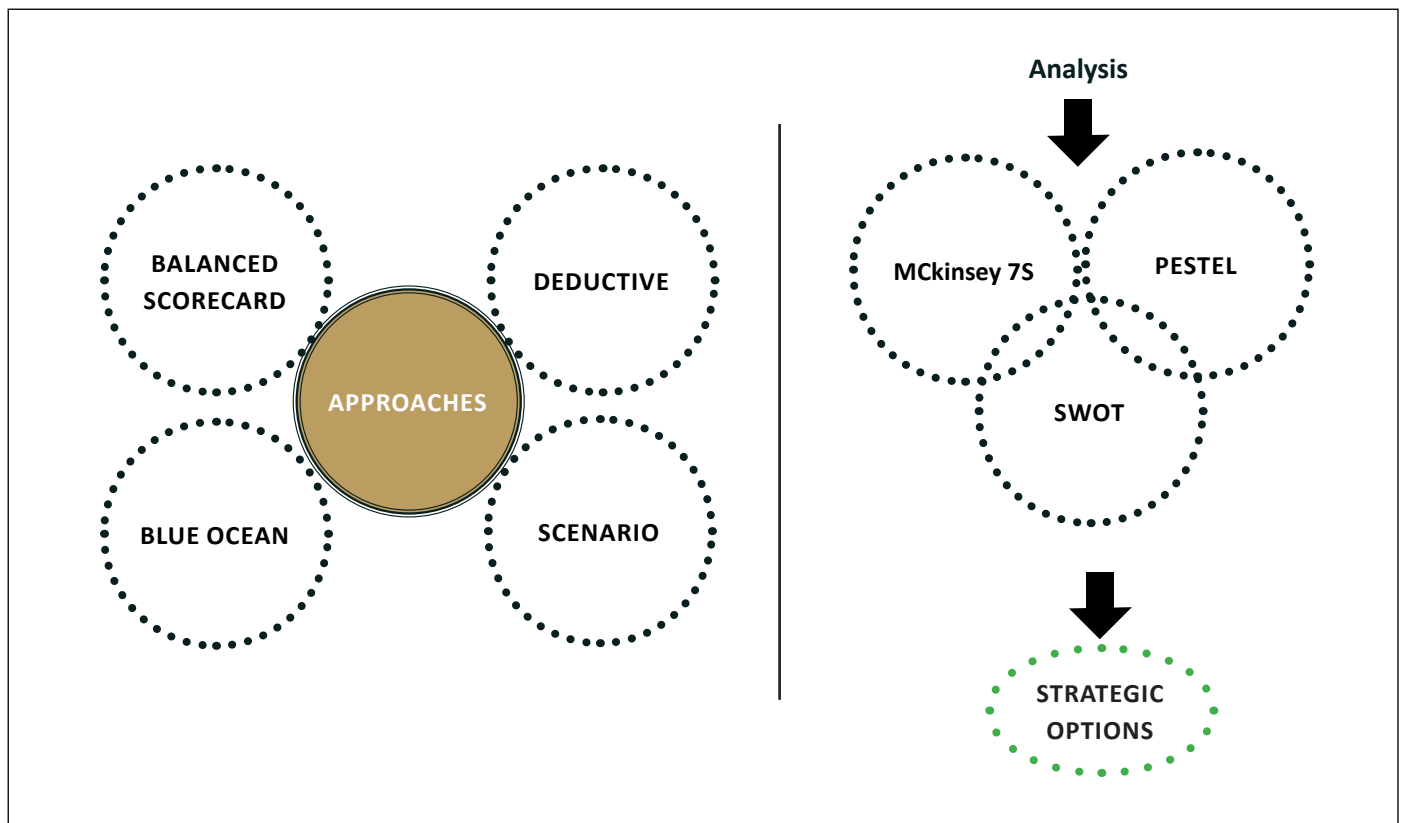 BALANCED
SCORECARD
DEDUCTIVE
APPROACHES
BLUE OCEAN
SCENARIO
Analysis
MCkinsey 7S
PESTEL
SWOT
STRATEGIC
OPTIONS